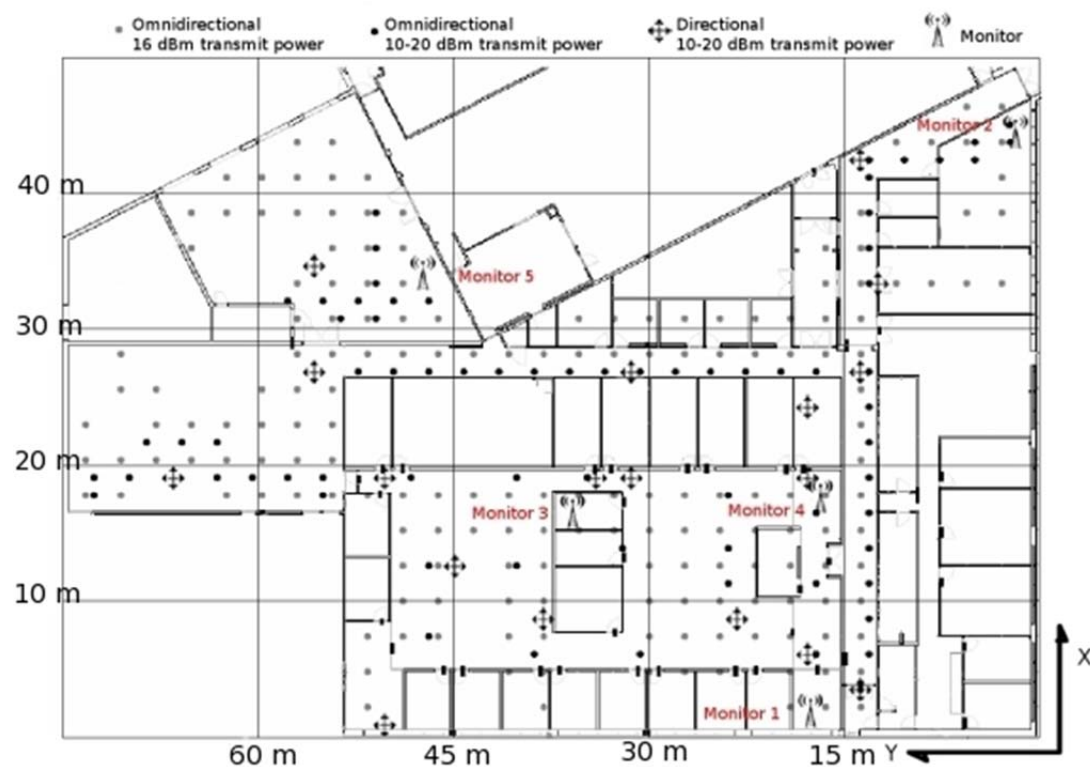 Omnidirectional
16 dBm transmit power
Omnidirectional
10-20 dBm transmit power
Directional
10-20 dBm transmit power
Monitor
Monitor 2
40 m
Monitor 5
30 m
20 m
Monitor 3
Monitor 4
10 m
X
Monitor 1
60 m
45 m
30 m
15 m
Y